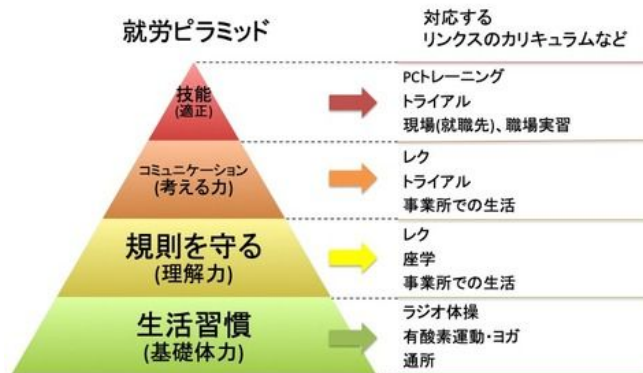 就労ピラミッド
対応する
リンクスのカリキュラムなど
技能
(適正)
PCトレーニング
トライアル
現場(就職先)、職場実習
コミュニケーション
(考える力)
レク
トライアル
事業所での生活
規則を守る
(理解力)
レク
座学
事業所での生活
生活習慣
(基礎体力)
ラジオ体操
有酸素運動・ヨガ
通所